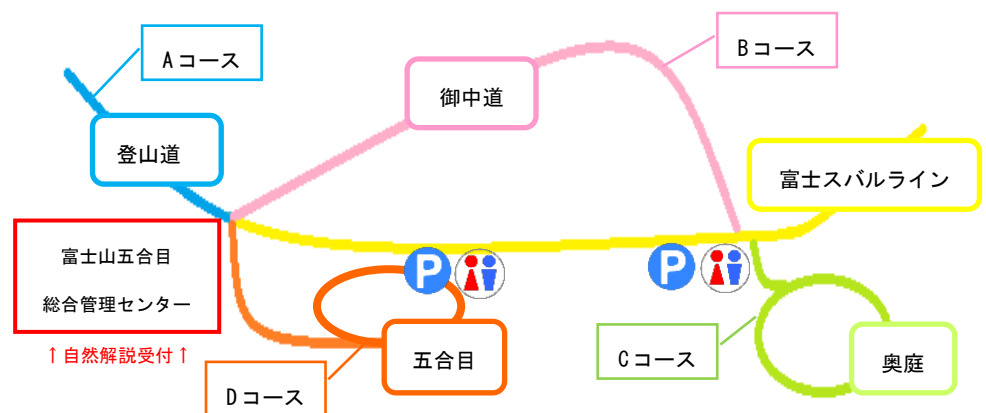 Aコース
Bコース
御中道
登山道
富士スバルライン
富士山五合目
総合管理センター
P
P
↑自然解説受付↑
五合目
Cコース
奥庭
Dコース